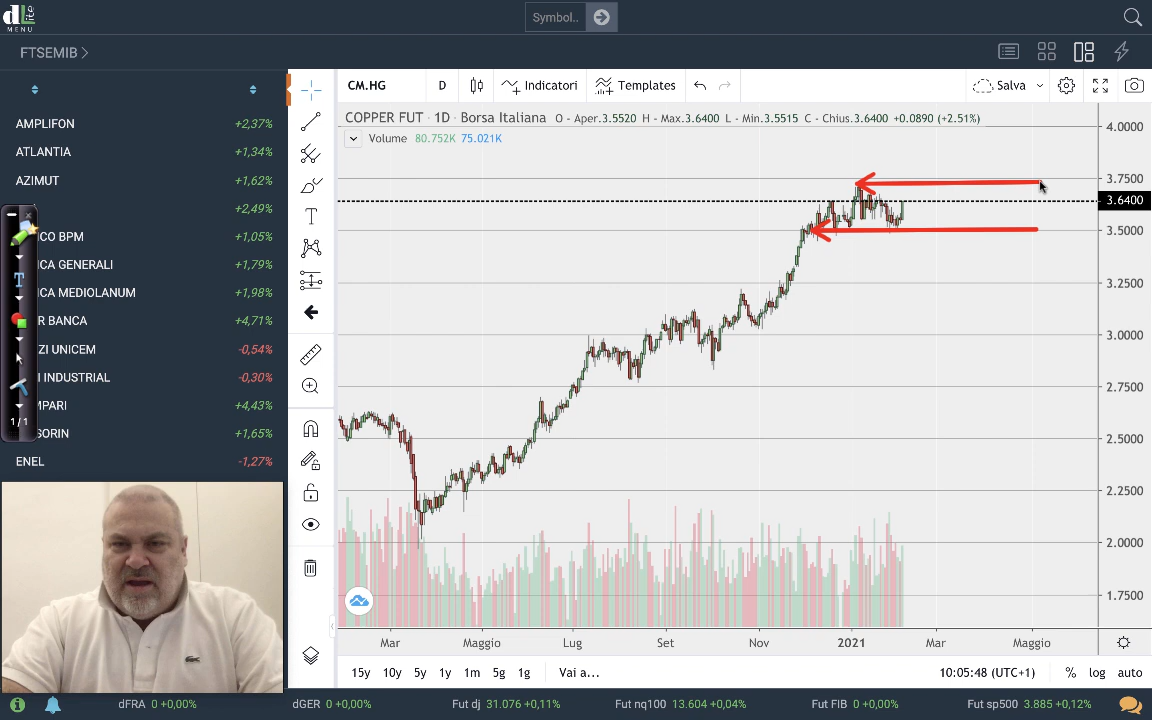 dL
MENU
Symbol..
FTSEMIB >
CM.HG
D
Indicatori
Templates
Salva
COPPER FUT · 1D · Borsa Italiana O - Aper.3.5520 H - Max.3.6400 L - Min.3.5515 C - Chius.3.6400 +0.0890 (+2.51%)
Volume 80.752K 75.021K
AMPLIFON +2,37%
ATLANTIA +1,34%
AZIMUT +1,62%
+2,49%
CO BPM +1,05%
CA GENERALI +1,79%
CA MEDIOLANUM +1,98%
R BANCA +4,71%
ZI UNICEM -0,54%
I INDUSTRIAL -0,30%
MPARI +4,43%
SORIN +1,65%
ENEL -1,27%
T
1 / 1
T
4.0000
3.7500
3.6400
3.5000
3.2500
3.0000
2.7500
2.5000
2.2500
2.0000
1.7500
Mar Maggio Lug Set Nov 2021 Mar Maggio
15y 10y 5y 1y 1m 5g 1g Vai a... 10:05:48 (UTC+1) % log auto
dFRA 0 +0,00% dGER 0 +0,00% Fut dj 31.076 +0,11% Fut nq100 13.604 +0,04% Fut FIB 0 +0,00% Fut sp500 3.885 +0,12%